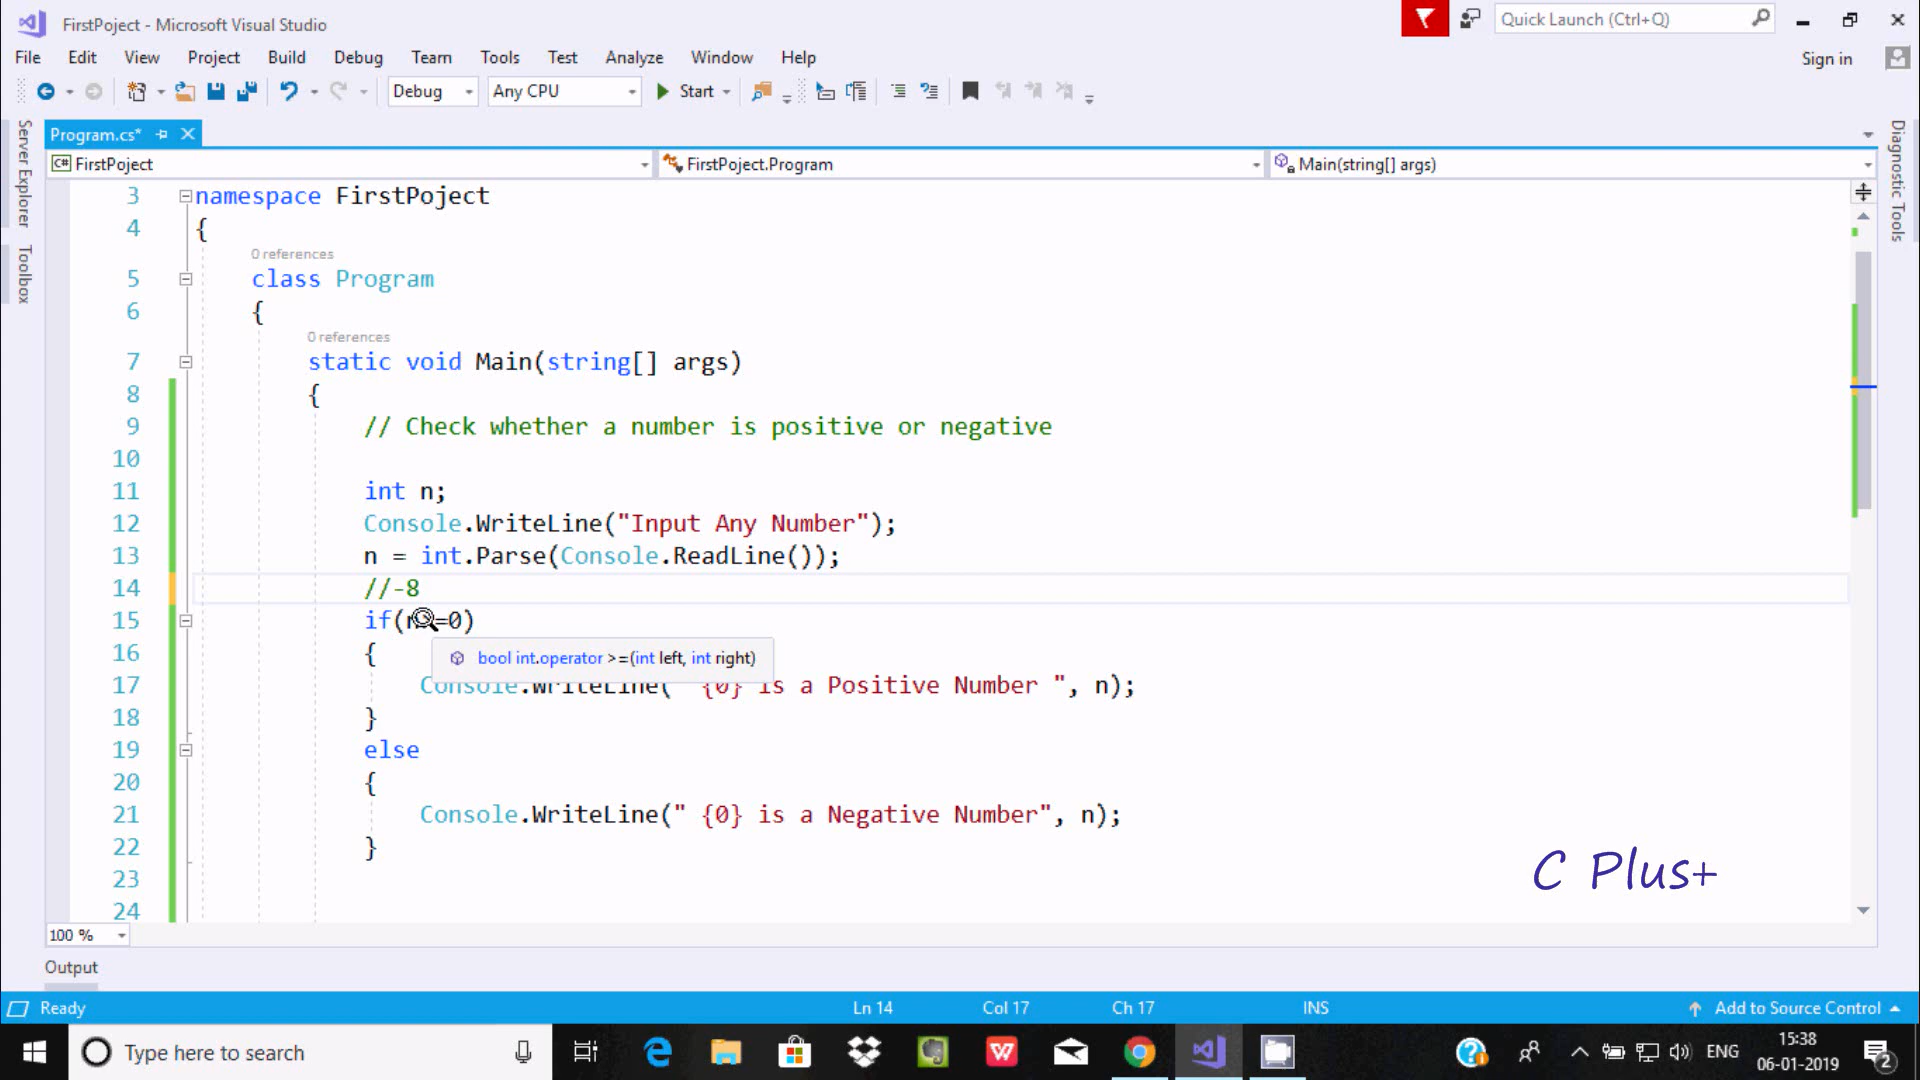 FirstPoject - Microsoft Visual Studio
Quick Launch (Ctrl+Q)
File Edit View Project Build Debug Team Tools Test Analyze Window Help
Sign in
Debug Any CPU Start
Server Explorer
Toolbox
Diagnostic Tools
Program.cs*
C# FirstPoject FirstPoject.Program Main(string[] args)
3 namespace FirstPoject
4 {
0 references
5 class Program
6 {
0 references
7 static void Main(string[] args)
8 {
9 // Check whether a number is positive or negative
10
11 int n;
12 Console.WriteLine("Input Any Number");
13 n = int.Parse(Console.ReadLine());
14 //-8
15 if(n =0)
16 {
bool int.operator >=(int left, int right)
17 Console.WriteLine(" {0} is a Positive Number ", n);
18 }
19 else
20 {
21 Console.WriteLine(" {0} is a Negative Number", n);
22 }
23
24
C Plus+
100 %
Output
Ready Ln 14 Col 17 Ch 17 INS Add to Source Control
Type here to search
ENG
15:38
06-01-2019
2